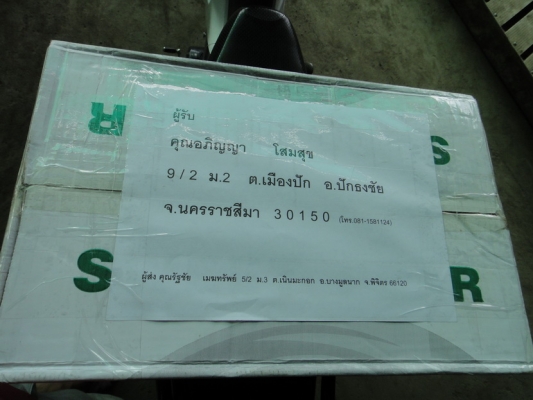 ผู้รับ
คุณอภิญญา โสมสุข
9/2 ม.2 ต.เมืองปัก อ.ปักธงชัย
จ.นครราชสีมา 30150 (โทร.081-1581124)
ผู้ส่ง คุณรัฐชัย เมฆทรัพย์ 5/2 ม.3 ต.เนินมะกอก อ.บางมูลนาก จ.พิจิตร 66120